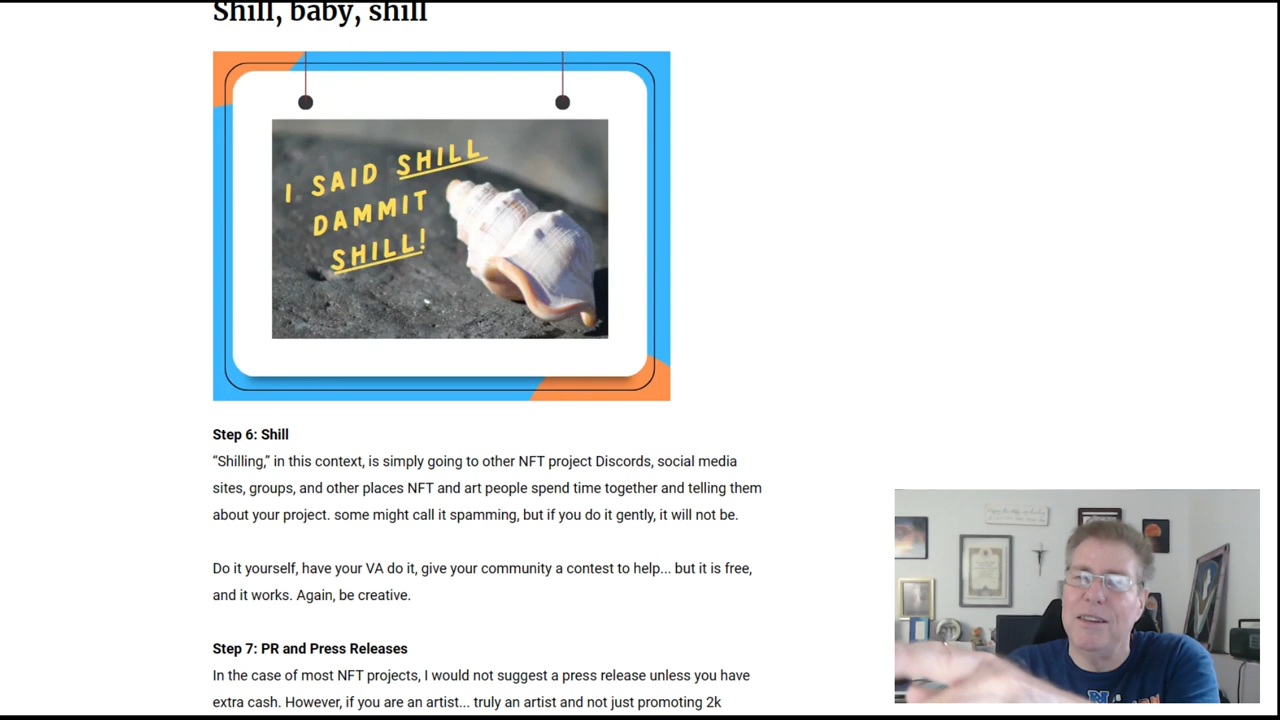 Shill, baby, shill
I SAID SHILL
DAMMIT
SHILL!
Step 6: Shill
“Shilling,” in this context, is simply going to other NFT project Discords, social media
sites, groups, and other places NFT and art people spend time together and telling them
about your project. some might call it spamming, but if you do it gently, it will not be.
Do it yourself, have your VA do it, give your community a contest to help... but it is free,
and it works. Again, be creative.
Step 7: PR and Press Releases
In the case of most NFT projects, I would not suggest a press release unless you have
extra cash. However, if you are an artist... truly an artist and not just promoting 2k